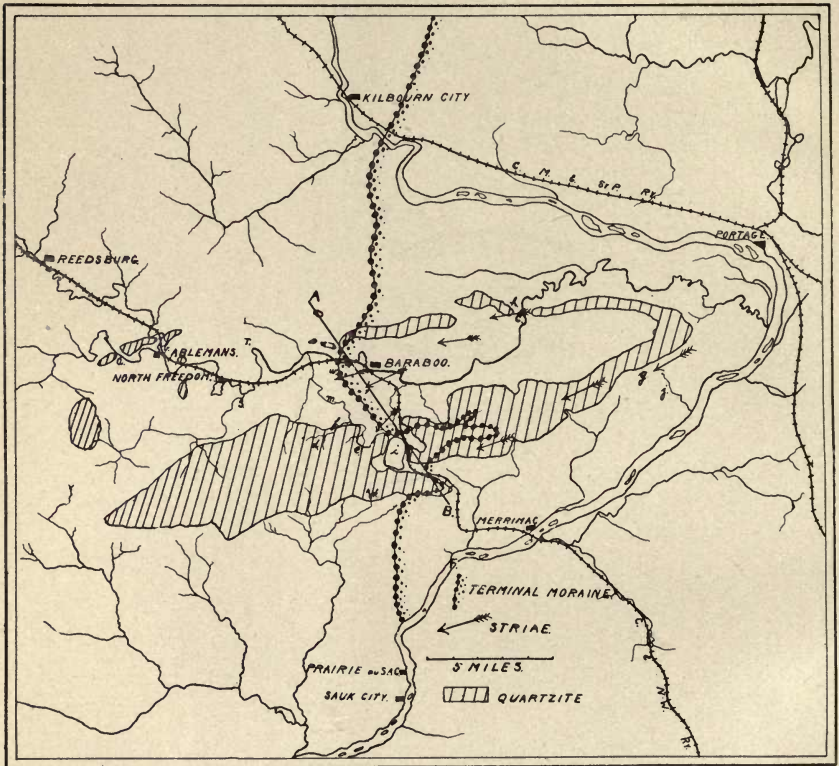 KILBOURN CITY
C. M. & St P. Ry.
PORTAGE.
REEDSBURG.
ABLEMANS.
T.
A
h
BARABOO.
NORTH FREEDOM.
S.
g
j
m
i
B.
MERRIMAC
TERMINAL MORAINE.
STRIAE.
5 MILES.
QUARTZITE
PRAIRIE DU SAC.
SAUK CITY.
C. & N.W. Ry.